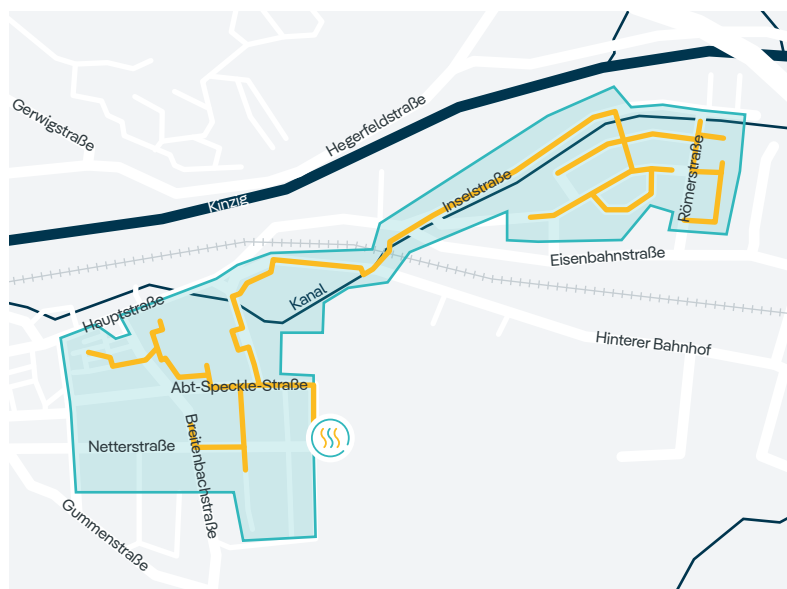 Gerwigstraße
Hegerfeldstraße
Kinzig
Inselstraße
Römerstraße
Eisenbahnstraße
Kanal
Hauptstraße
Hinterer Bahnhof
Abt-Speckle-Straße
Netterstraße
Breitenbachstraße
Gummenstraße